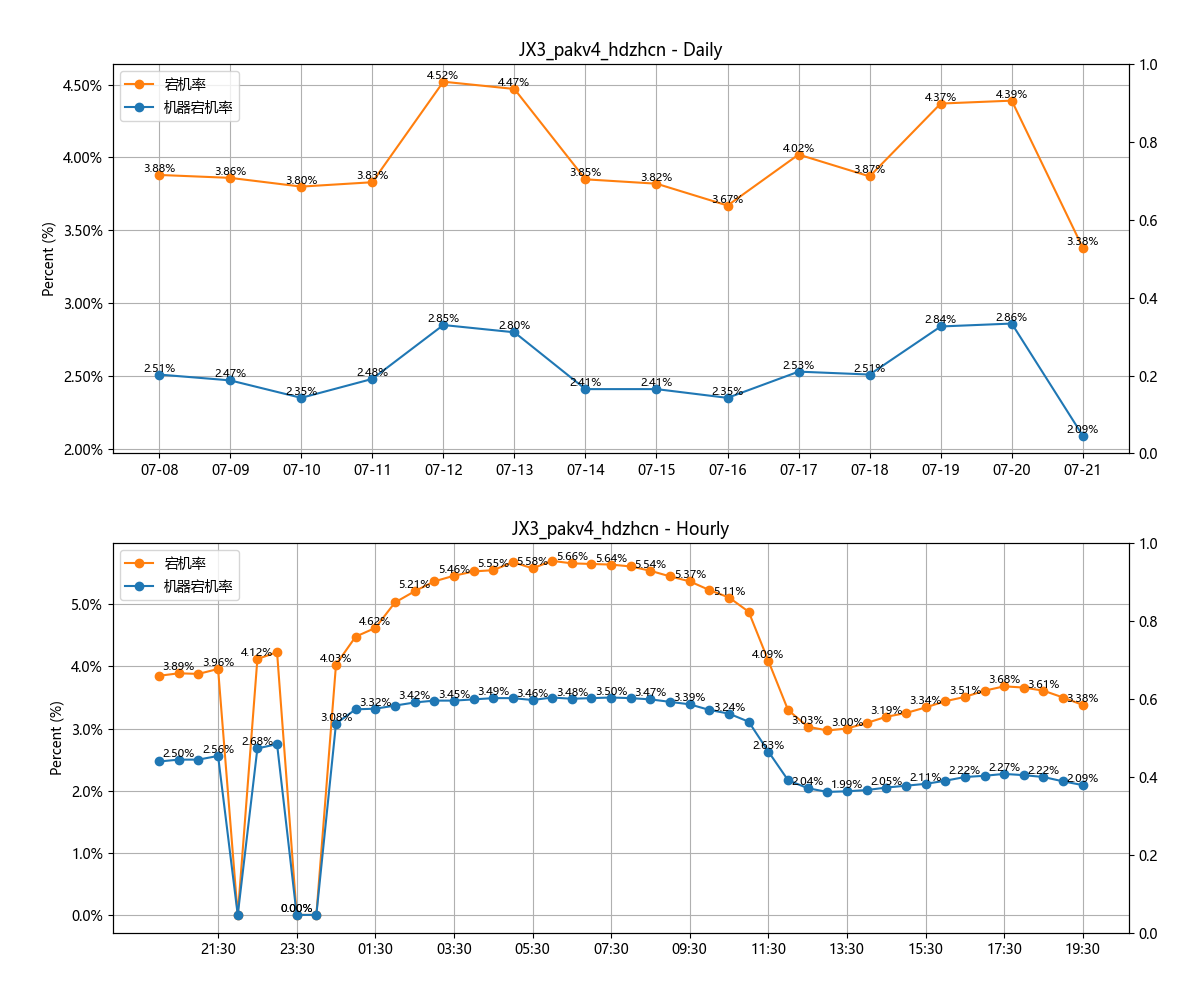 JX3_pakv4_hdzhcn - Daily
宕机率
机器宕机率
Percent (%)
4.50%
4.00%
3.50%
3.00%
2.50%
2.00%
1.0
0.8
0.6
0.4
0.2
0.0
3.88% 3.86% 3.80% 3.83% 4.52% 4.47% 3.85% 3.82% 3.67% 4.02% 3.87% 4.37% 4.39% 3.38%
2.51% 2.47% 2.35% 2.48% 2.85% 2.80% 2.41% 2.41% 2.35% 2.53% 2.51% 2.84% 2.86% 2.09%
07-08 07-09 07-10 07-11 07-12 07-13 07-14 07-15 07-16 07-17 07-18 07-19 07-20 07-21
JX3_pakv4_hdzhcn - Hourly
宕机率
机器宕机率
Percent (%)
5.0%
4.0%
3.0%
2.0%
1.0%
0.0%
1.0
0.8
0.6
0.4
0.2
0.0
3.89% 3.96% 4.12% 0.00% 4.03% 4.62% 5.21% 5.46% 5.55% 5.58% 5.66% 5.64% 5.54% 5.37% 5.11% 4.09% 3.03% 3.00% 3.19% 3.34% 3.51% 3.68% 3.61% 3.38%
2.50% 2.56% 2.68% 0.00% 3.08% 3.32% 3.42% 3.45% 3.49% 3.46% 3.48% 3.50% 3.47% 3.39% 3.24% 2.63% 2.04% 1.99% 2.05% 2.11% 2.22% 2.27% 2.22% 2.09%
21:30 23:30 01:30 03:30 05:30 07:30 09:30 11:30 13:30 15:30 17:30 19:30